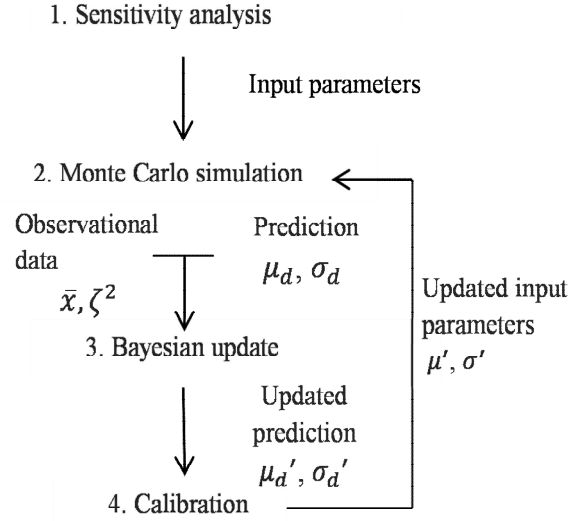 1. Sensitivity analysis
Input parameters
2. Monte Carlo simulation
Observational
data
x̄, ζ²
Prediction
μ_d, σ_d
3. Bayesian update
Updated
prediction
μ_d′, σ_d′
4. Calibration
Updated input
parameters
μ′, σ′